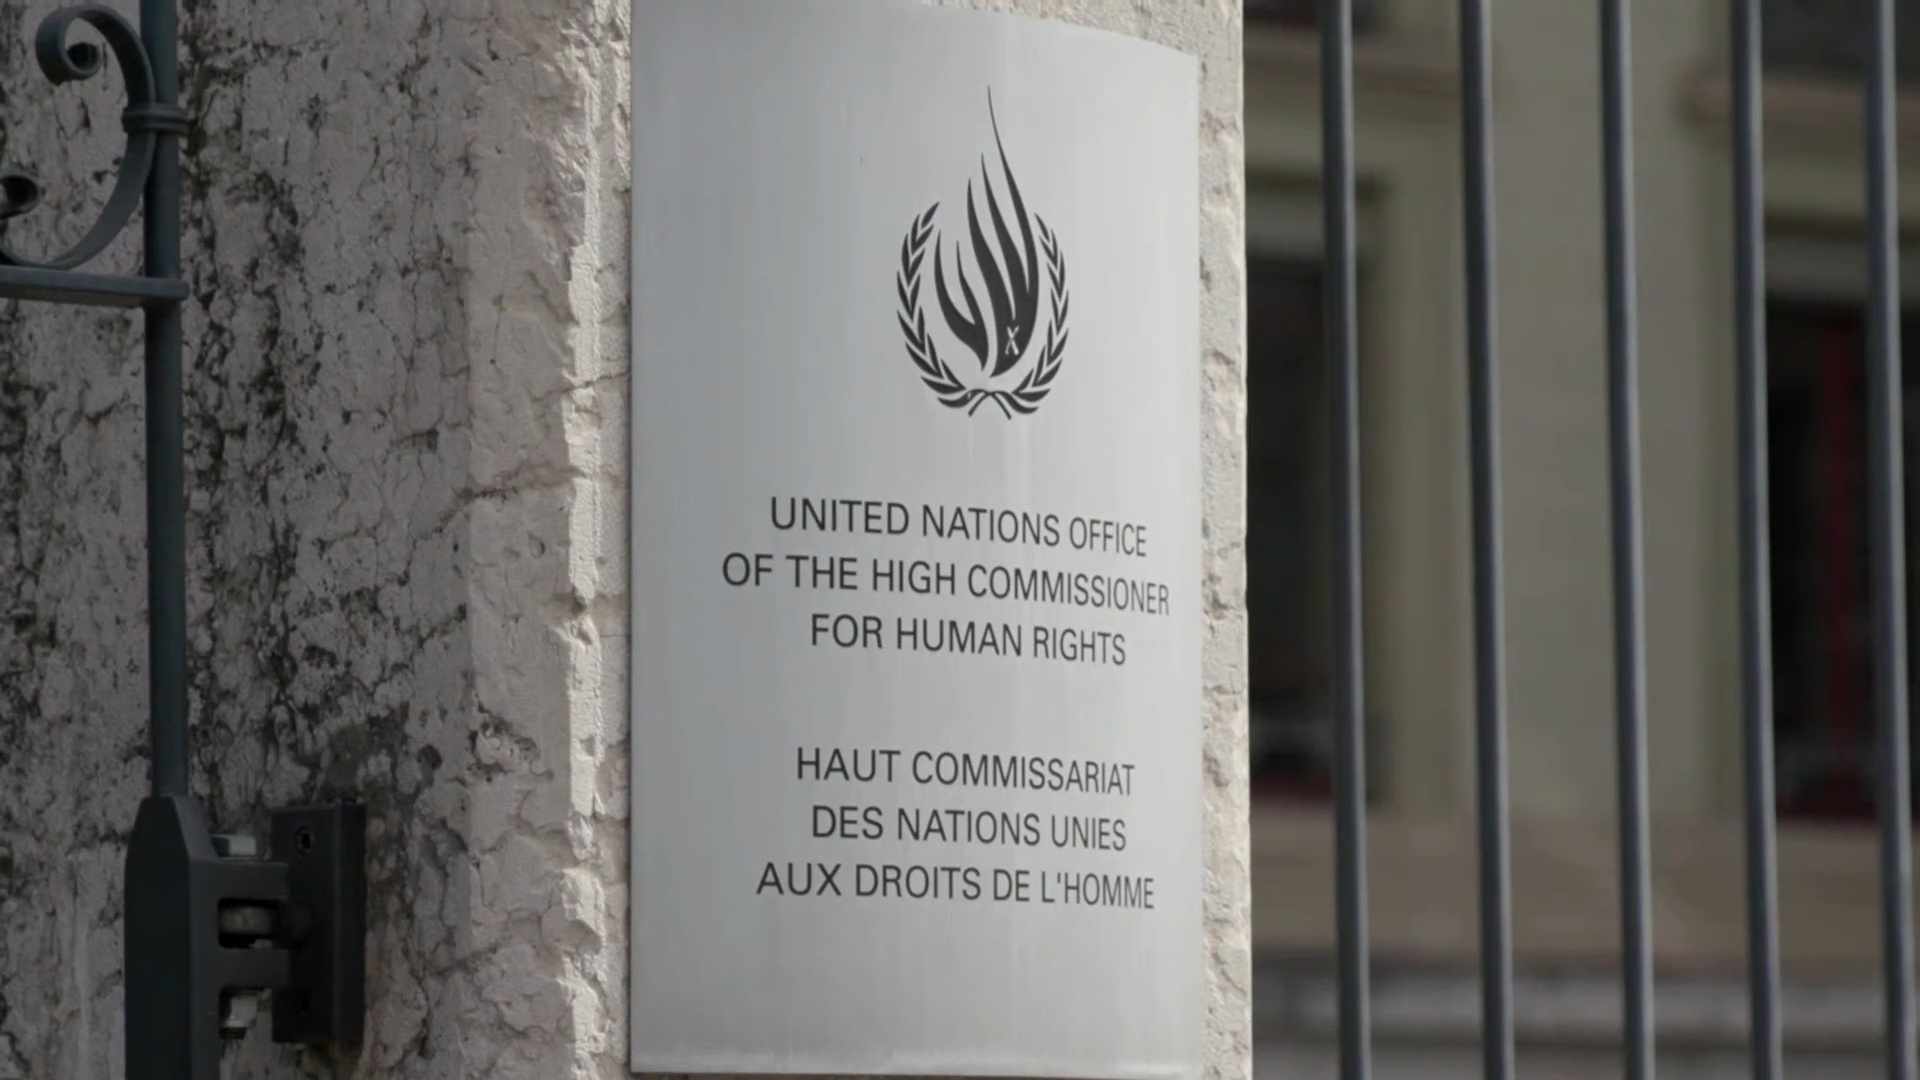 UNITED NATIONS OFFICE
OF THE HIGH COMMISSIONER
FOR HUMAN RIGHTS
HAUT COMMISSARIAT
DES NATIONS UNIES
AUX DROITS DE L'HOMME